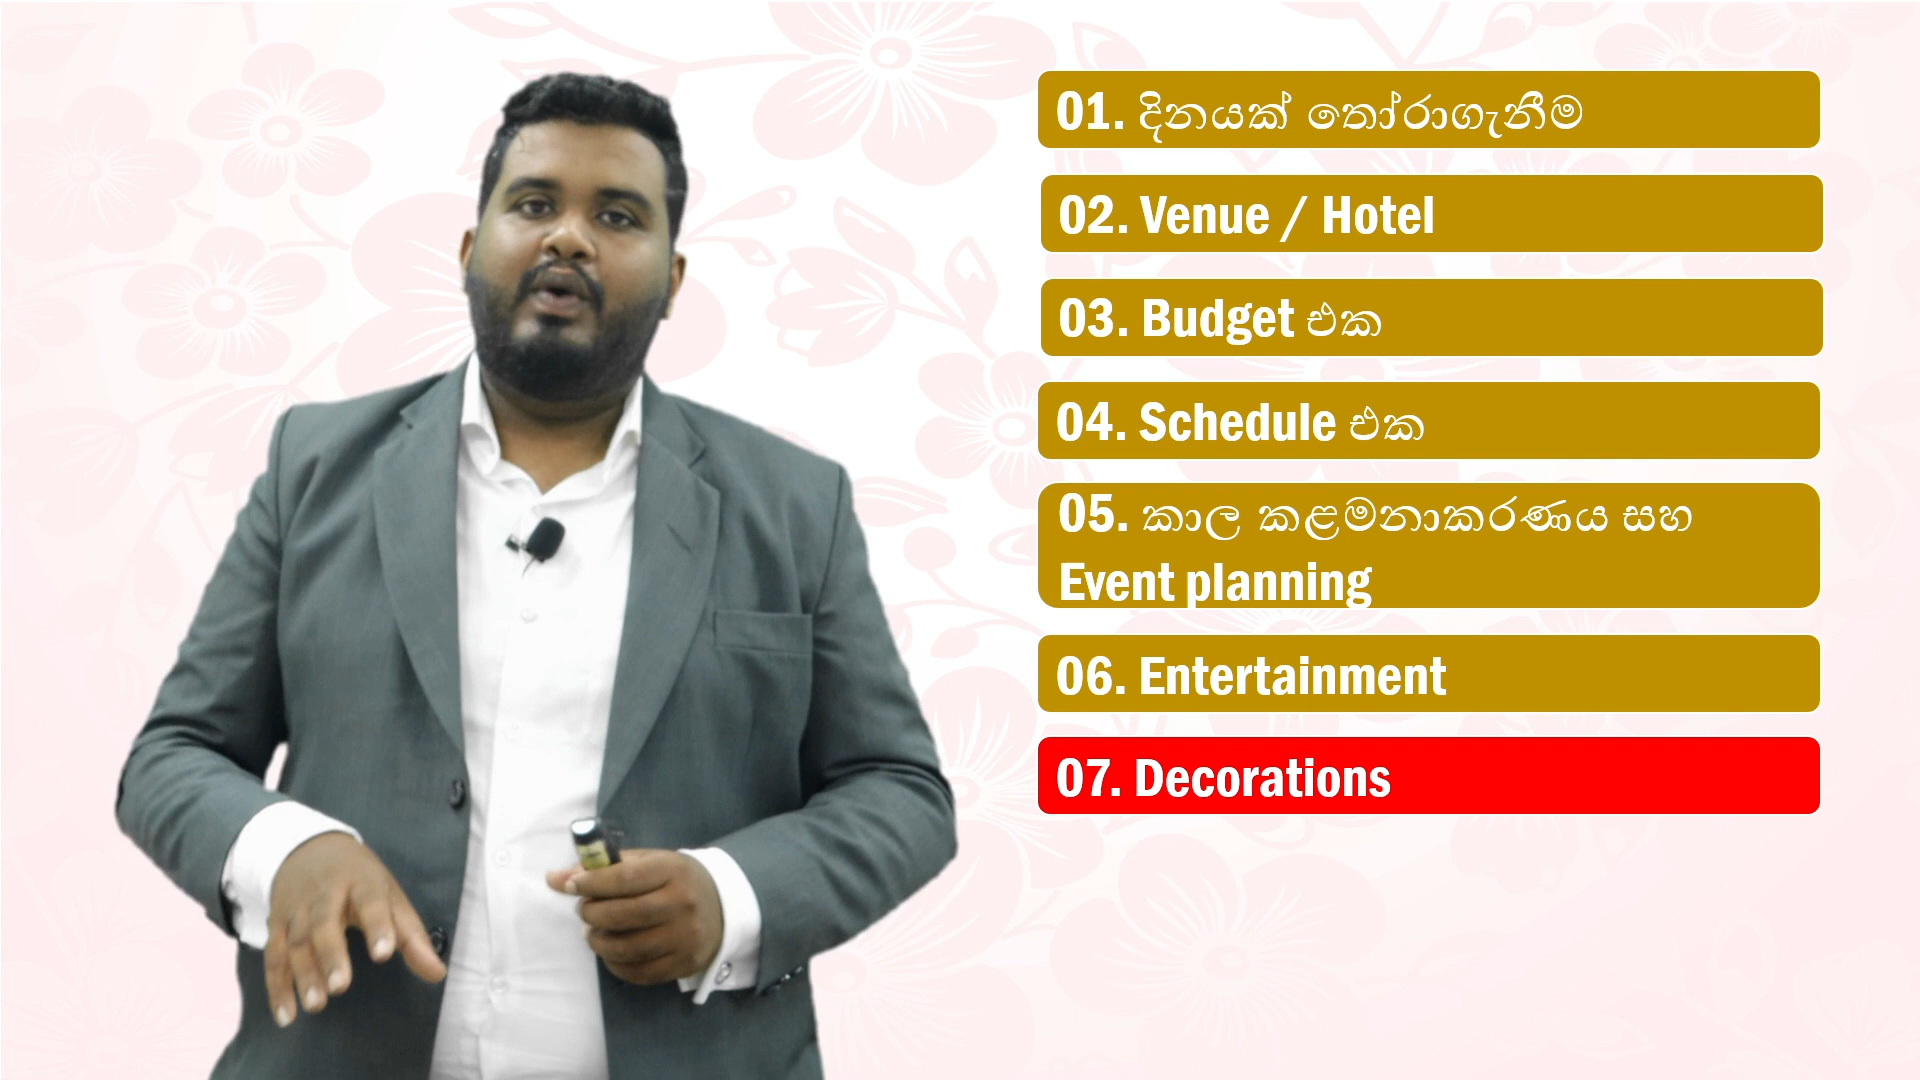 01. දිනයක් තෝරාගැනීම
02. Venue / Hotel
03. Budget එක
04. Schedule එක
05. කාල කළමනාකරණය සහ
Event planning
06. Entertainment
07. Decorations